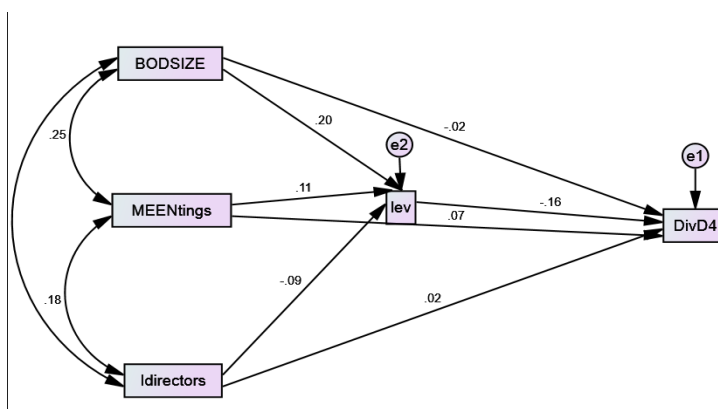 BODSIZE
-.02
.25
.20
e2
e1
MEENtings
.11
lev
-.16
.07
DivD4
-.09
.18
.02
Idirectors